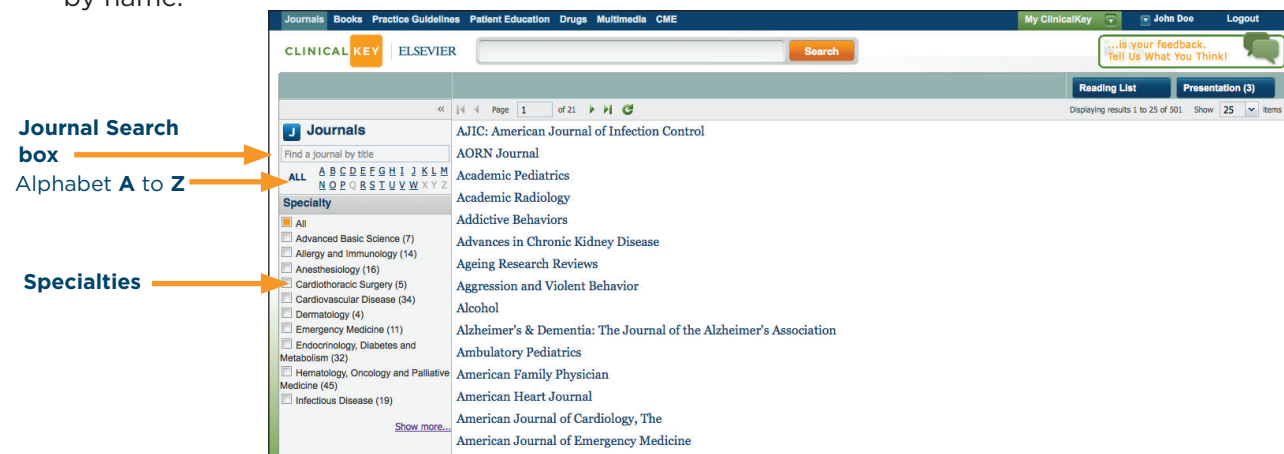 by name.
Journals Books Practice Guidelines Patient Education Drugs Multimedia CME My ClinicalKey John Doe Logout
CLINICAL KEY ELSEVIER Search
...is your feedback.
Tell Us What You Think!
Reading List Presentation (3)
« Page 1 of 21 Displaying results 1 to 25 of 501 Show 25 items
Journal Search
box
Alphabet A to Z
Specialties
J Journals
Find a journal by title
ALL
A B C D E F G H I J K L M
N O P Q R S T U V W X Y Z
Specialty
All
Advanced Basic Science (7)
Allergy and Immunology (14)
Anesthesiology (16)
Cardiothoracic Surgery (5)
Cardiovascular Disease (34)
Dermatology (4)
Emergency Medicine (11)
Endocrinology, Diabetes and
Metabolism (32)
Hematology, Oncology and Palliative
Medicine (45)
Infectious Disease (19)
Show more...
AJIC: American Journal of Infection Control
AORN Journal
Academic Pediatrics
Academic Radiology
Addictive Behaviors
Advances in Chronic Kidney Disease
Ageing Research Reviews
Aggression and Violent Behavior
Alcohol
Alzheimer's & Dementia: The Journal of the Alzheimer's Association
Ambulatory Pediatrics
American Family Physician
American Heart Journal
American Journal of Cardiology, The
American Journal of Emergency Medicine